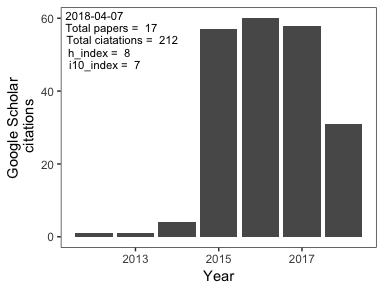 2018-04-07
Total papers = 17
Total ciatations = 212
h_index = 8
i10_index = 7
60
40
20
0
Google Scholar
citations
2013
2015
2017
Year